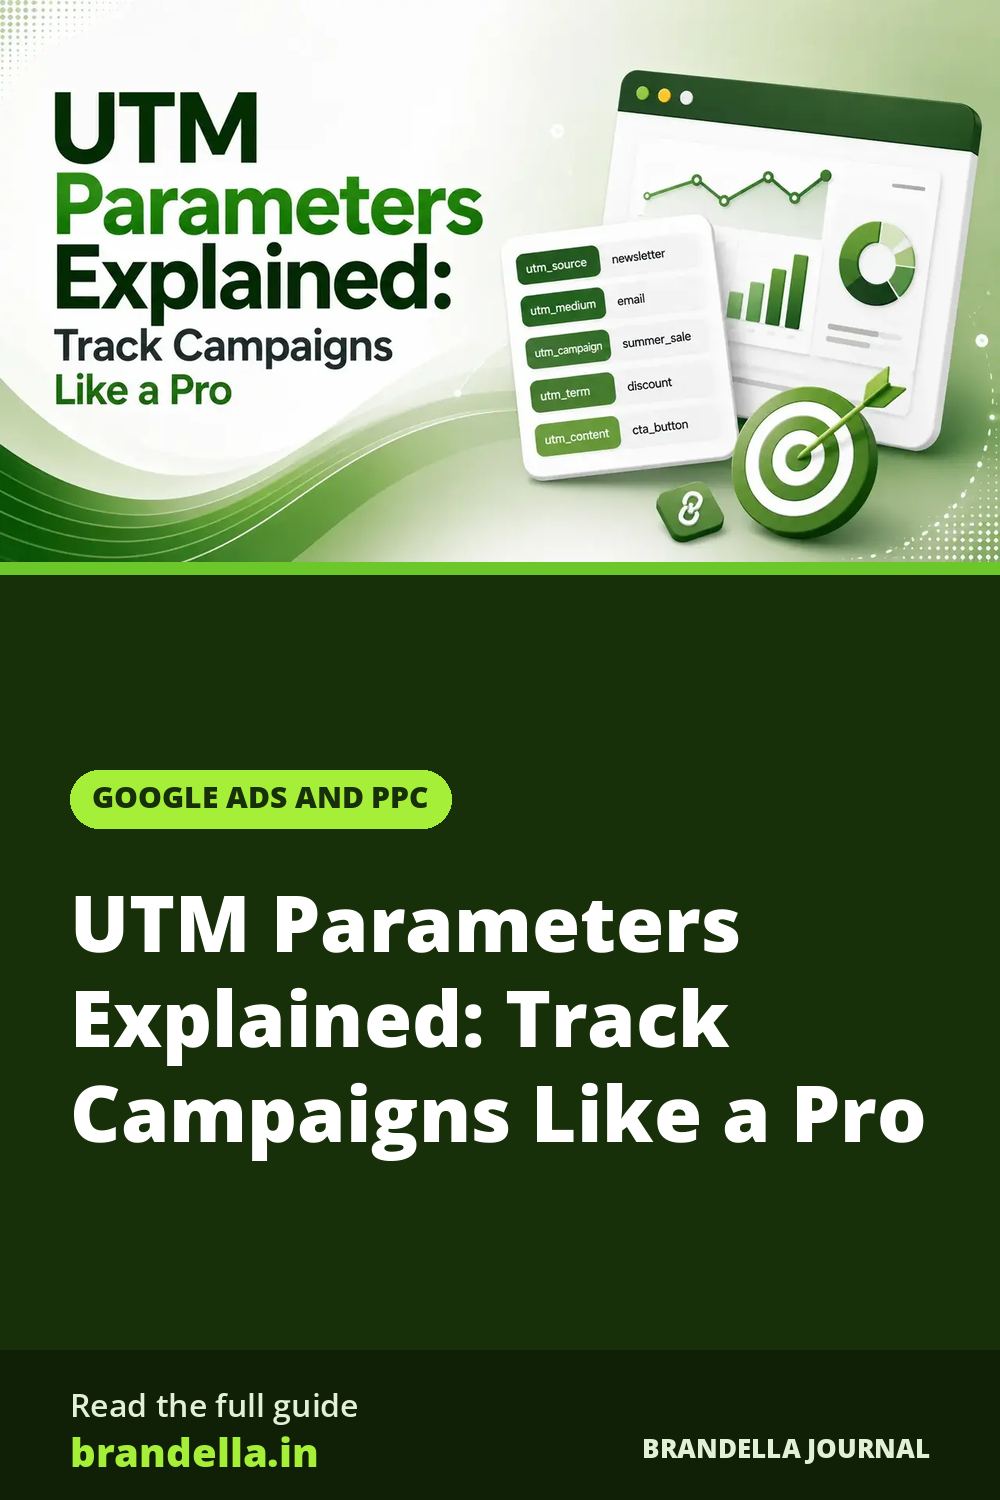 UTM
Parameters
Explained:
Track Campaigns
Like a Pro
utm_source newsletter
utm_medium email
utm_campaign summer_sale
utm_term discount
utm_content cta_button
GOOGLE ADS AND PPC
UTM Parameters
Explained: Track
Campaigns Like a Pro
Read the full guide
brandella.in
BRANDELLA JOURNAL